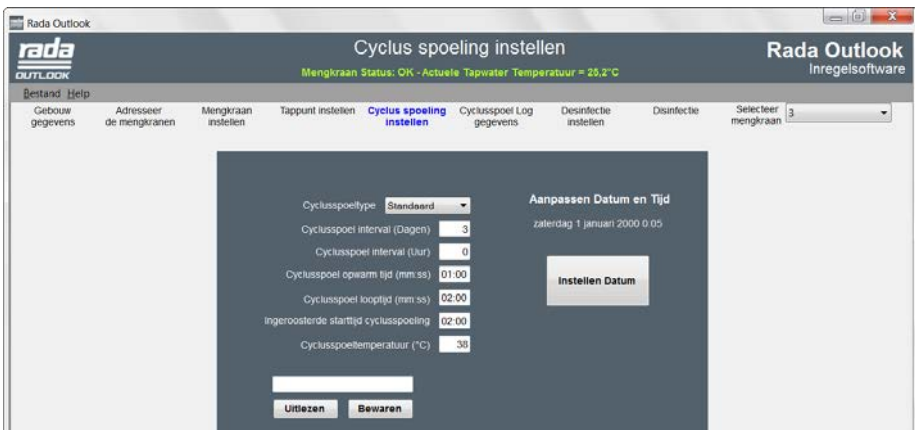 Rada Outlook
rada
OUTLOOK
Cyclus spoeling instellen
Mengkraan Status: OK - Actuele Tapwater Temperatuur = 25,2°C
Rada Outlook
Inregelsoftware
Bestand Help
Gebouw
gegevens
Adresseer
de mengkranen
Mengkraan
instellen
Tappunt instellen
Cyclus spoeling
instellen
Cyclusspoel Log
gegevens
Desinfectie
instellen
Disinfectie
Selecteer
mengkraan
3
Cyclusspoeltype Standaard
Cyclusspoel interval (Dagen) 3
Cyclusspoel interval (Uur) 0
Cyclusspoel opwarm tijd (mm:ss) 01:00
Cyclusspoel looptijd (mm:ss) 02:00
Ingeroosterde starttijd cyclusspoeling 02:00
Cyclusspoeltemperatuur (°C) 38
Aanpassen Datum en Tijd
zaterdag 1 januari 2000 0:05
Instellen Datum
Uitlezen
Bewaren